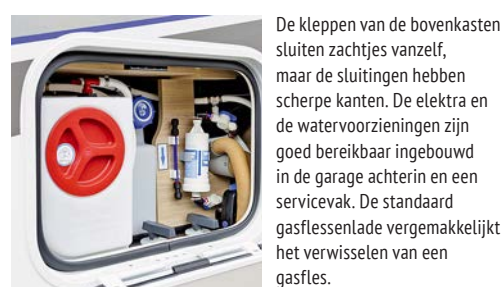 De kleppen van de bovenkasten
sluiten zachtjes vanzelf,
maar de sluitingen hebben
scherpe kanten. De elektra en
de watervoorzieningen zijn
goed bereikbaar ingebouwd
in de garage achterin en een
servicevak. De standaard
gasflessenlade vergemakkelijkt
het verwisselen van een
gasfles.